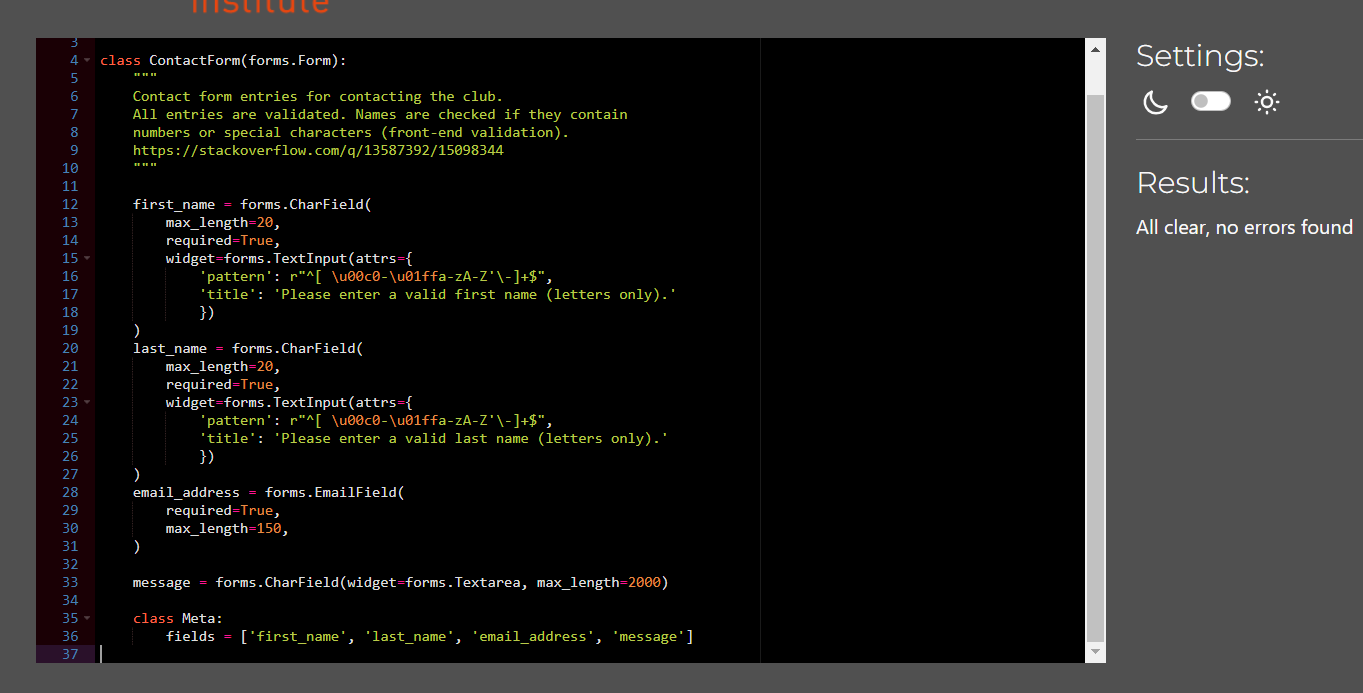 Institute
3
4 class ContactForm(forms.Form):
5 """
6 Contact form entries for contacting the club.
7 All entries are validated. Names are checked if they contain
8 numbers or special characters (front-end validation).
9 https://stackoverflow.com/q/13587392/15098344
10 """
11
12 first_name = forms.CharField(
13 max_length=20,
14 required=True,
15 widget=forms.TextInput(attrs={
16 'pattern': r"^[ \u00c0-\u01ffa-zA-Z'\-]+$",
17 'title': 'Please enter a valid first name (letters only).'
18 })
19 )
20 last_name = forms.CharField(
21 max_length=20,
22 required=True,
23 widget=forms.TextInput(attrs={
24 'pattern': r"^[ \u00c0-\u01ffa-zA-Z'\-]+$",
25 'title': 'Please enter a valid last name (letters only).'
26 })
27 )
28 email_address = forms.EmailField(
29 required=True,
30 max_length=150,
31 )
32
33 message = forms.CharField(widget=forms.Textarea, max_length=2000)
34
35 class Meta:
36 fields = ['first_name', 'last_name', 'email_address', 'message']
37
Settings:
Results:
All clear, no errors found